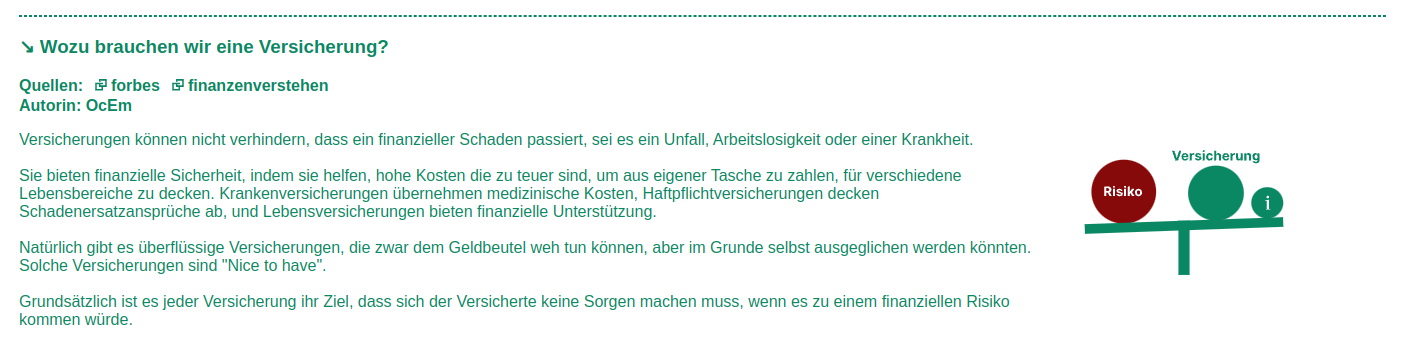 ↘ Wozu brauchen wir eine Versicherung?
Quellen: forbes finanzenverstehen
Autorin: OcEm
Versicherungen können nicht verhindern, dass ein finanzieller Schaden passiert, sei es ein Unfall, Arbeitslosigkeit oder einer Krankheit.
Sie bieten finanzielle Sicherheit, indem sie helfen, hohe Kosten die zu teuer sind, um aus eigener Tasche zu zahlen, für verschiedene
Lebensbereiche zu decken. Krankenversicherungen übernehmen medizinische Kosten, Haftpflichtversicherungen decken
Schadenersatzansprüche ab, und Lebensversicherungen bieten finanzielle Unterstützung.
Natürlich gibt es überflüssige Versicherungen, die zwar dem Geldbeutel weh tun können, aber im Grunde selbst ausgeglichen werden könnten.
Solche Versicherungen sind "Nice to have".
Grundsätzlich ist es jeder Versicherung ihr Ziel, dass sich der Versicherte keine Sorgen machen muss, wenn es zu einem finanziellen Risiko
kommen würde.
Versicherung
Risiko
i